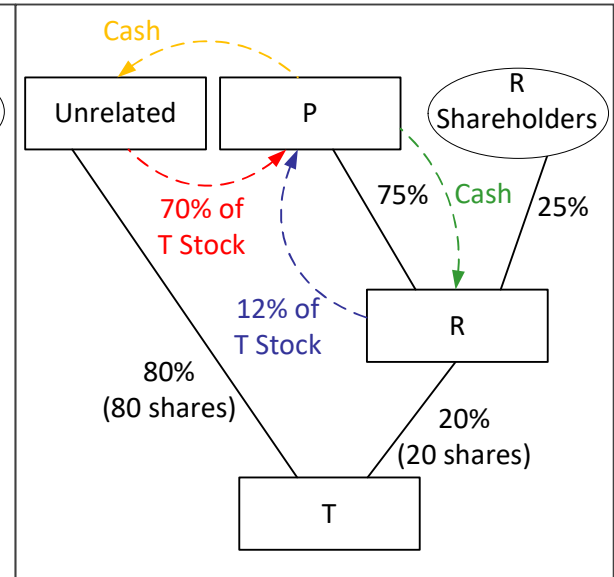 Cash
Unrelated
P
R
Shareholders
70% of
T Stock
75%
Cash
25%
12% of
T Stock
R
80%
(80 shares)
20%
(20 shares)
T